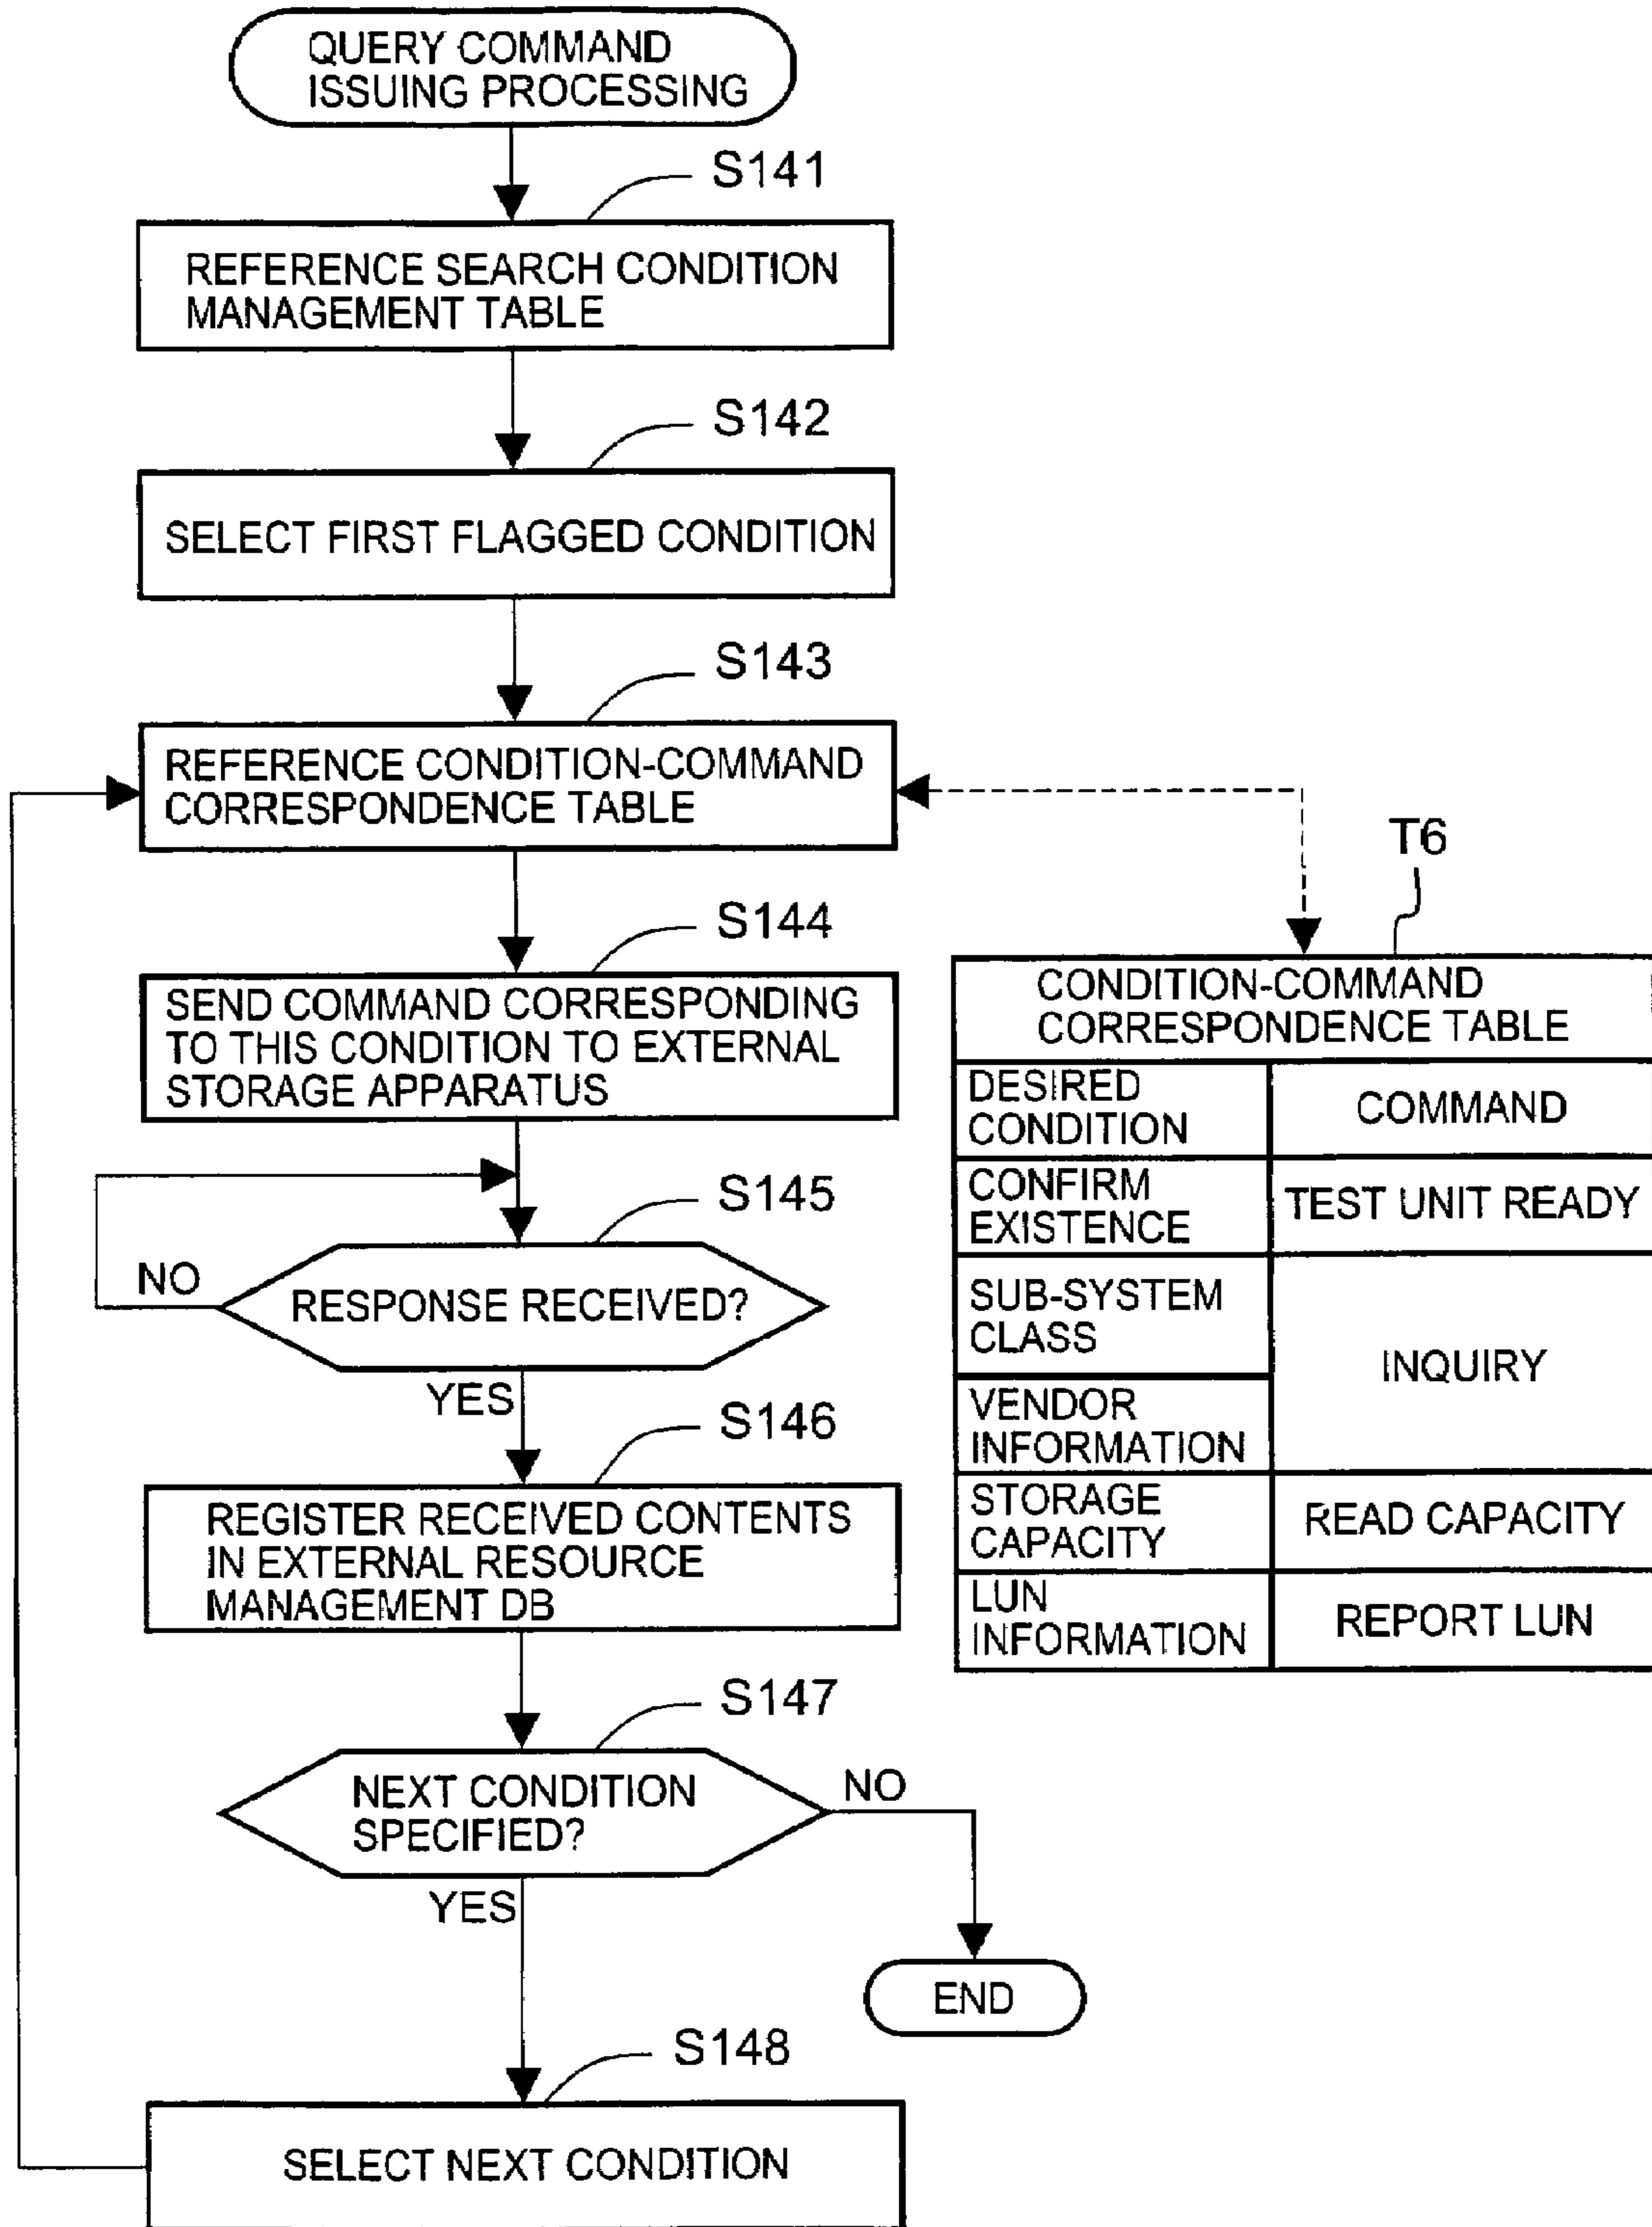 QUERY COMMAND
ISSUING PROCESSING
S141
REFERENCE SEARCH CONDITION
MANAGEMENT TABLE
S142
SELECT FIRST FLAGGED CONDITION
S143
REFERENCE CONDITION-COMMAND
CORRESPONDENCE TABLE
S144
SEND COMMAND CORRESPONDING
TO THIS CONDITION TO EXTERNAL
STORAGE APPARATUS
S145
NO
RESPONSE RECEIVED?
YES
S146
REGISTER RECEIVED CONTENTS
IN EXTERNAL RESOURCE
MANAGEMENT DB
S147
NEXT CONDITION
SPECIFIED?
NO
YES
END
S148
SELECT NEXT CONDITION
T6
CONDITION-COMMAND
CORRESPONDENCE TABLE
DESIRED
CONDITION
COMMAND
CONFIRM
EXISTENCE
TEST UNIT READY
SUB-SYSTEM
CLASS
INQUIRY
VENDOR
INFORMATION
STORAGE
CAPACITY
READ CAPACITY
LUN
INFORMATION
REPORT LUN